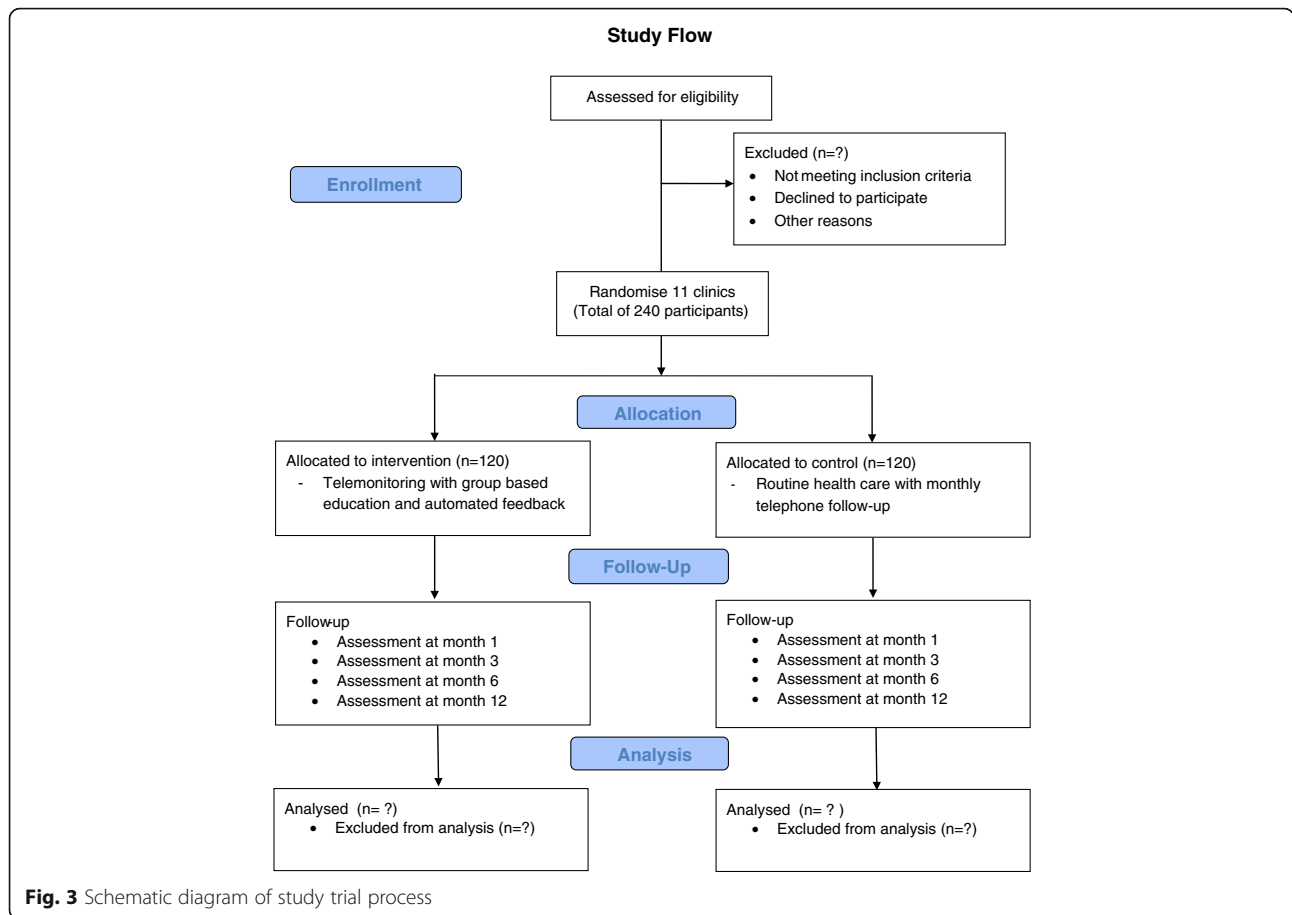 Study Flow
Assessed for eligibility
Excluded (n=?)
• Not meeting inclusion criteria
• Declined to participate
• Other reasons
Enrollment
Randomise 11 clinics
(Total of 240 participants)
Allocation
Allocated to intervention (n=120)
- Telemonitoring with group based
education and automated feedback
Allocated to control (n=120)
- Routine health care with monthly
telephone follow-up
Follow-Up
Follow-up
• Assessment at month 1
• Assessment at month 3
• Assessment at month 6
• Assessment at month 12
Follow-up
• Assessment at month 1
• Assessment at month 3
• Assessment at month 6
• Assessment at month 12
Analysis
Analysed (n= ?)
• Excluded from analysis (n=?)
Analysed (n= ? )
• Excluded from analysis (n=?)
Fig. 3 Schematic diagram of study trial process